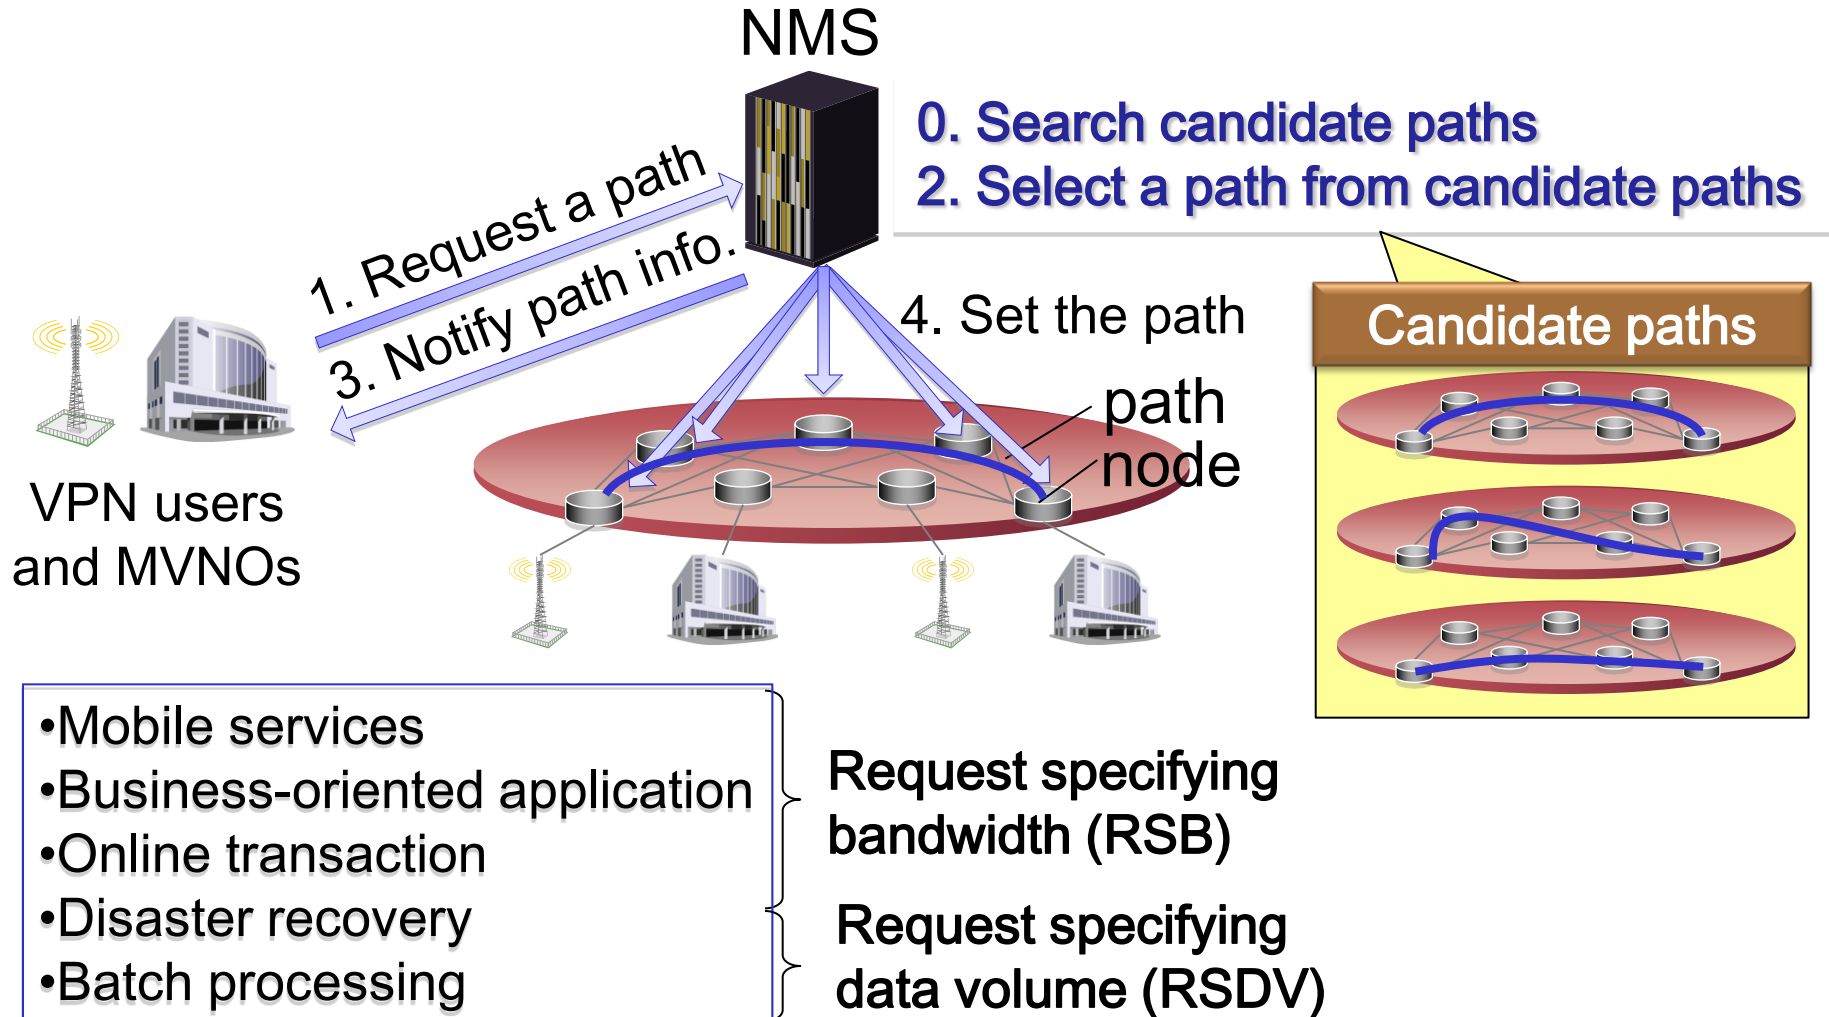 NMS
0. Search candidate paths
2. Select a path from candidate paths
1. Request a path
3. Notify path info.
4. Set the path
Candidate paths
path
node
VPN users
and MVNOs
•Mobile services
•Business-oriented application
•Online transaction
•Disaster recovery
•Batch processing
Request specifying
bandwidth (RSB)
Request specifying
data volume (RSDV)